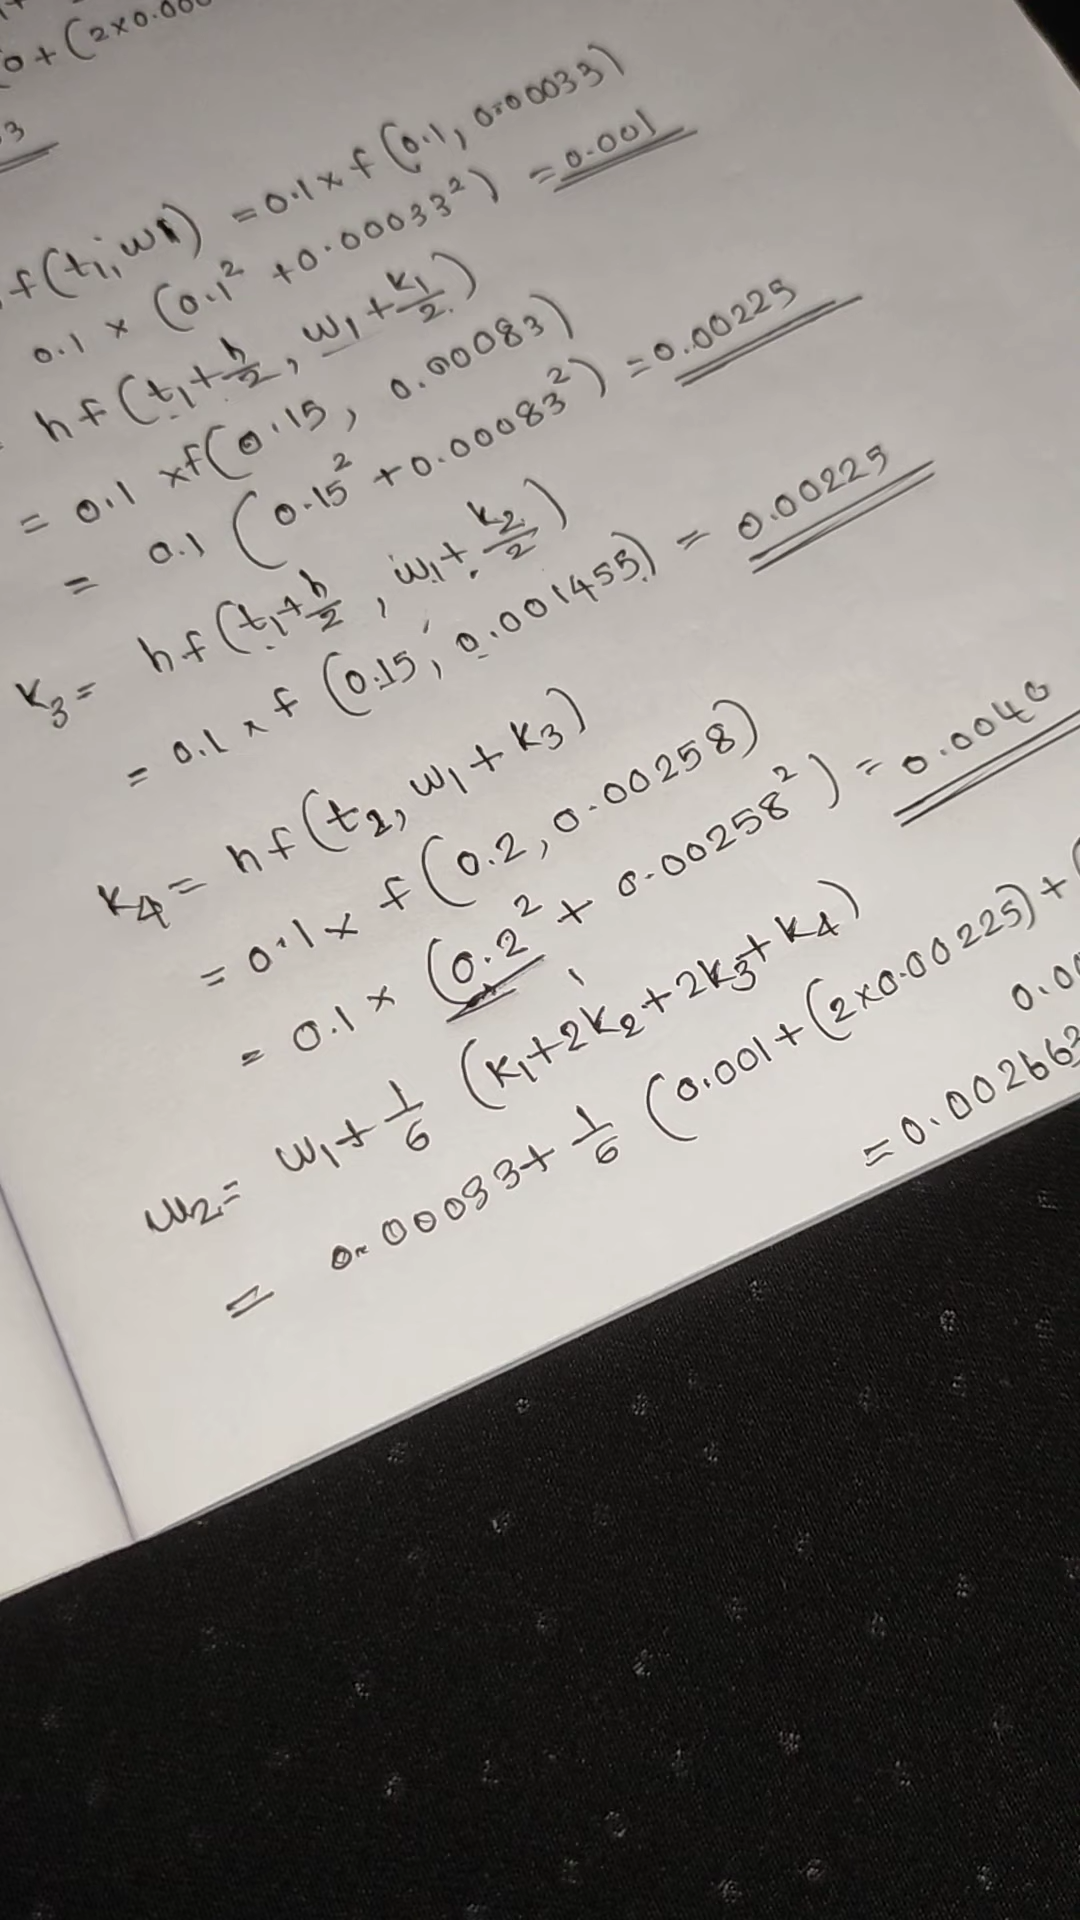 0+(2×0.00
3
f(t1, w1) = 0.1 × f(0.1, 0.00033)
0.1 × (0.1² + 0.00033²) = 0.001
hf(t1 + h/2, w1 + k1/2)
= 0.1 × f(0.15, 0.00083)
= 0.1 (0.15² + 0.00083²) = 0.00225
k3 = hf(t1 + h/2, w1 + k2/2)
= 0.1 × f(0.15, 0.001455) = 0.00225
k4 = hf(t2, w1 + k3)
= 0.1 × f(0.2, 0.00258)
= 0.1 × (0.2² + 0.00258²) = 0.0040
w2 = w1 + 1/6 (k1 + 2k2 + 2k3 + k4)
= 0.00033 + 1/6 (0.001 + (2×0.00225) + (
0.00
= 0.002663